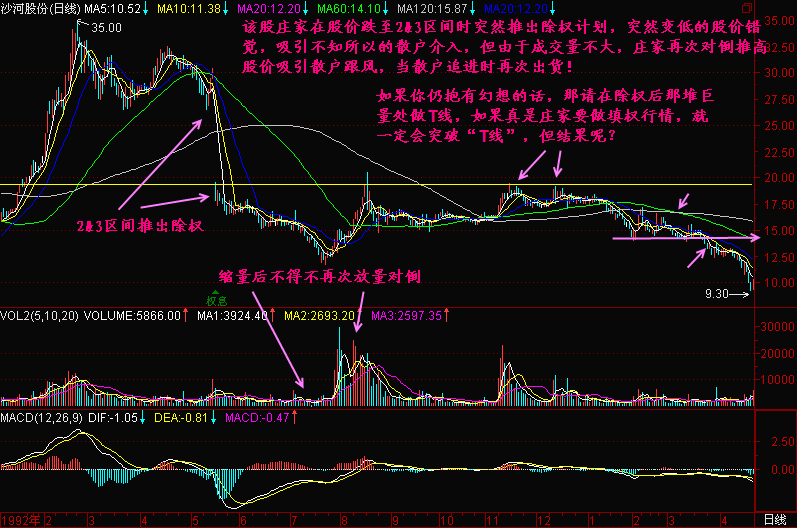 沙河股份(日线) MA5:10.52↓ MA10:11.38↓ MA20:12.20↓ MA60:14.10↓ MA120:15.87↓ MA20:12.20↓
该股庄家在股价跌至2&3区间时突然推出除权计划，突然变低的股价错
觉，吸引不知所以的散户介入，但由于成交量不大，庄家再次对倒推高
股价吸引散户跟风，当散户追进时再次出货！
如果你仍抱有幻想的话，那请在除权后那堆巨
量处做T线，如果真是庄家要做填权行情，就
一定会突破“T线”，但结果呢？
35.00
35.00
32.50
30.00
27.50
25.00
22.50
20.00
17.50
15.00
12.50
10.00
2&3区间推出除权
缩量后不得不再次放量对倒
权息
9.30
VOL2(5,10,20) VOLUME:5866.00↑ MA1:3924.40↑ MA2:2693.20↑ MA3:2597.35↑
30000
20000
10000
MACD(12,26,9) DIF:-1.05↓ DEA:-0.81↓ MACD:-0.47↑
2.50
0.00
1992年 2 3 4 5 6 7 8 9 10 11 12 1 2 3 4 日线